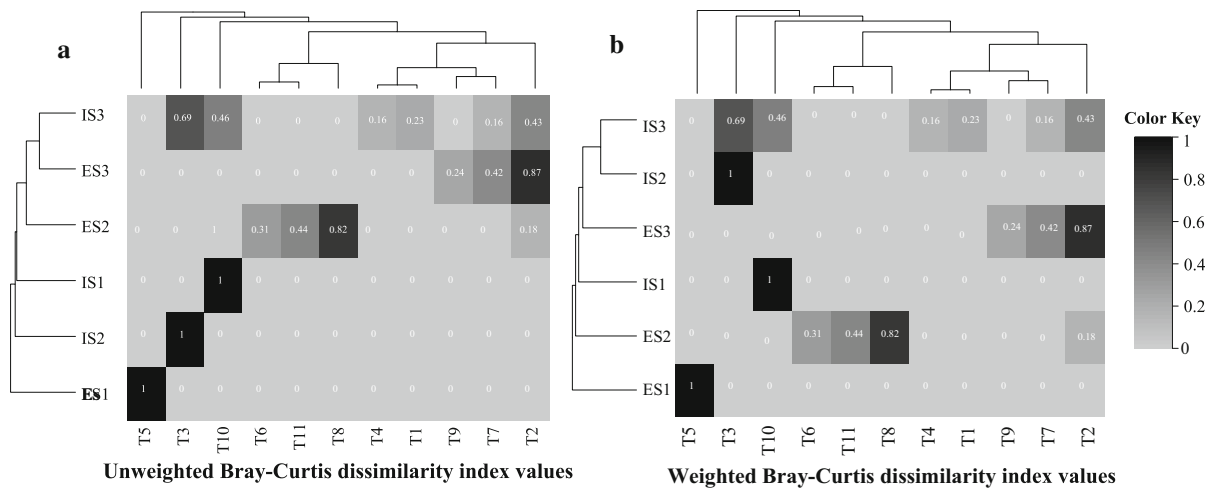 a
IS3 0 0.69 0.46 0 0 0 0.16 0.23 0 0.16 0.43
ES3 0 0 0 0 0 0 0 0 0.24 0.42 0.87
ES2 0 0 1 0.31 0.44 0.82 0 0 0 0 0.18
IS1 0 0 1 0 0 0 0 0 0 0 0
IS2 0 1 0 0 0 0 0 0 0 0 0
1 0 0 0 0 0 0 0 0 0 0
T5 T3 T10 T6 T11 T8 T4 T1 T9 T7 T2
Unweighted Bray-Curtis dissimilarity index values
b
IS3 0 0.69 0.46 0 0 0 0.16 0.23 0 0.16 0.43
IS2 0 1 0 0 0 0 0 0 0 0 0
ES3 0 0 0 0 0 0 0 0 0.24 0.42 0.87
IS1 0 0 1 0 0 0 0 0 0 0 0
ES2 0 0 0 0.31 0.44 0.82 0 0 0 0 0.18
ES1 1 0 0 0 0 0 0 0 0 0 0
T5 T3 T10 T6 T11 T8 T4 T1 T9 T7 T2
Weighted Bray-Curtis dissimilarity index values
Color Key
1
0.8
0.6
0.4
0.2
0